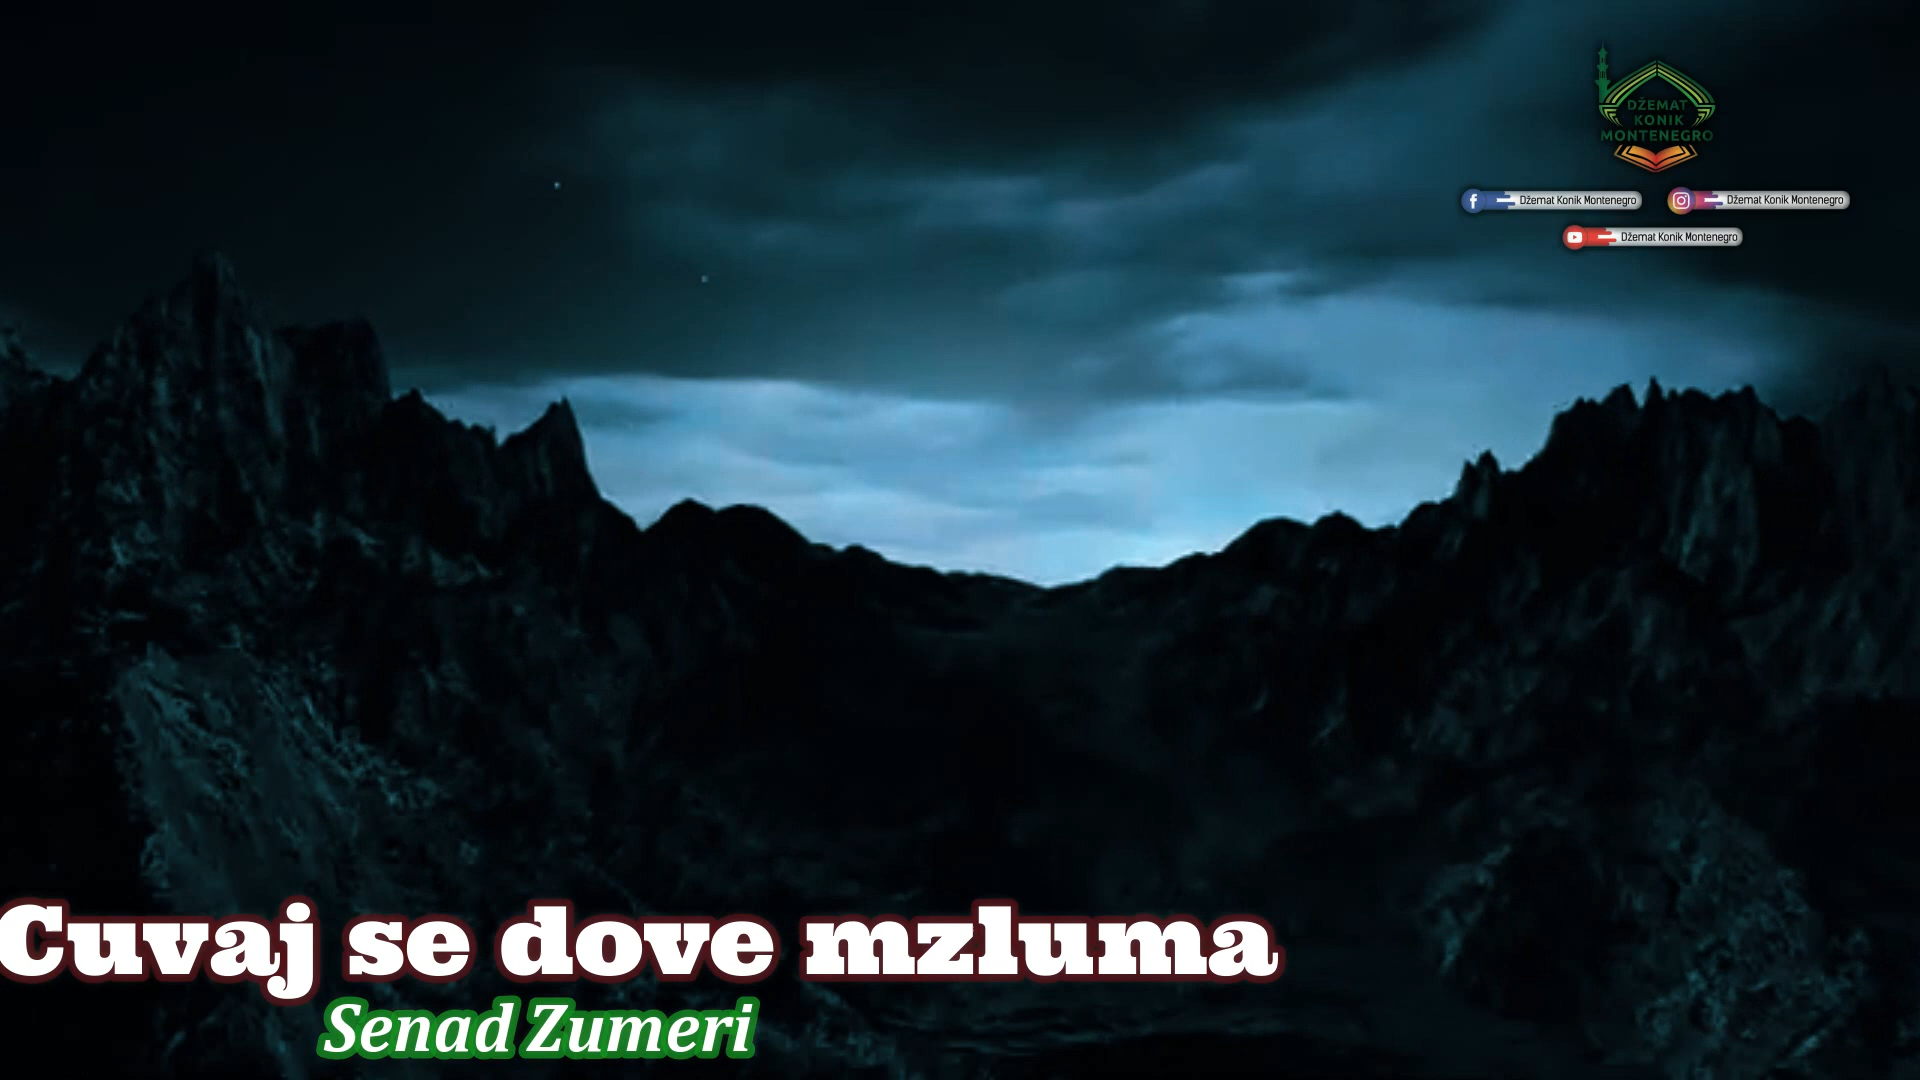 DŽEMAT
KONIK
MONTENEGRO
Džemat Konik Montenegro
Džemat Konik Montenegro
Džemat Konik Montenegro
Cuvaj se dove mzluma
Senad Zumeri